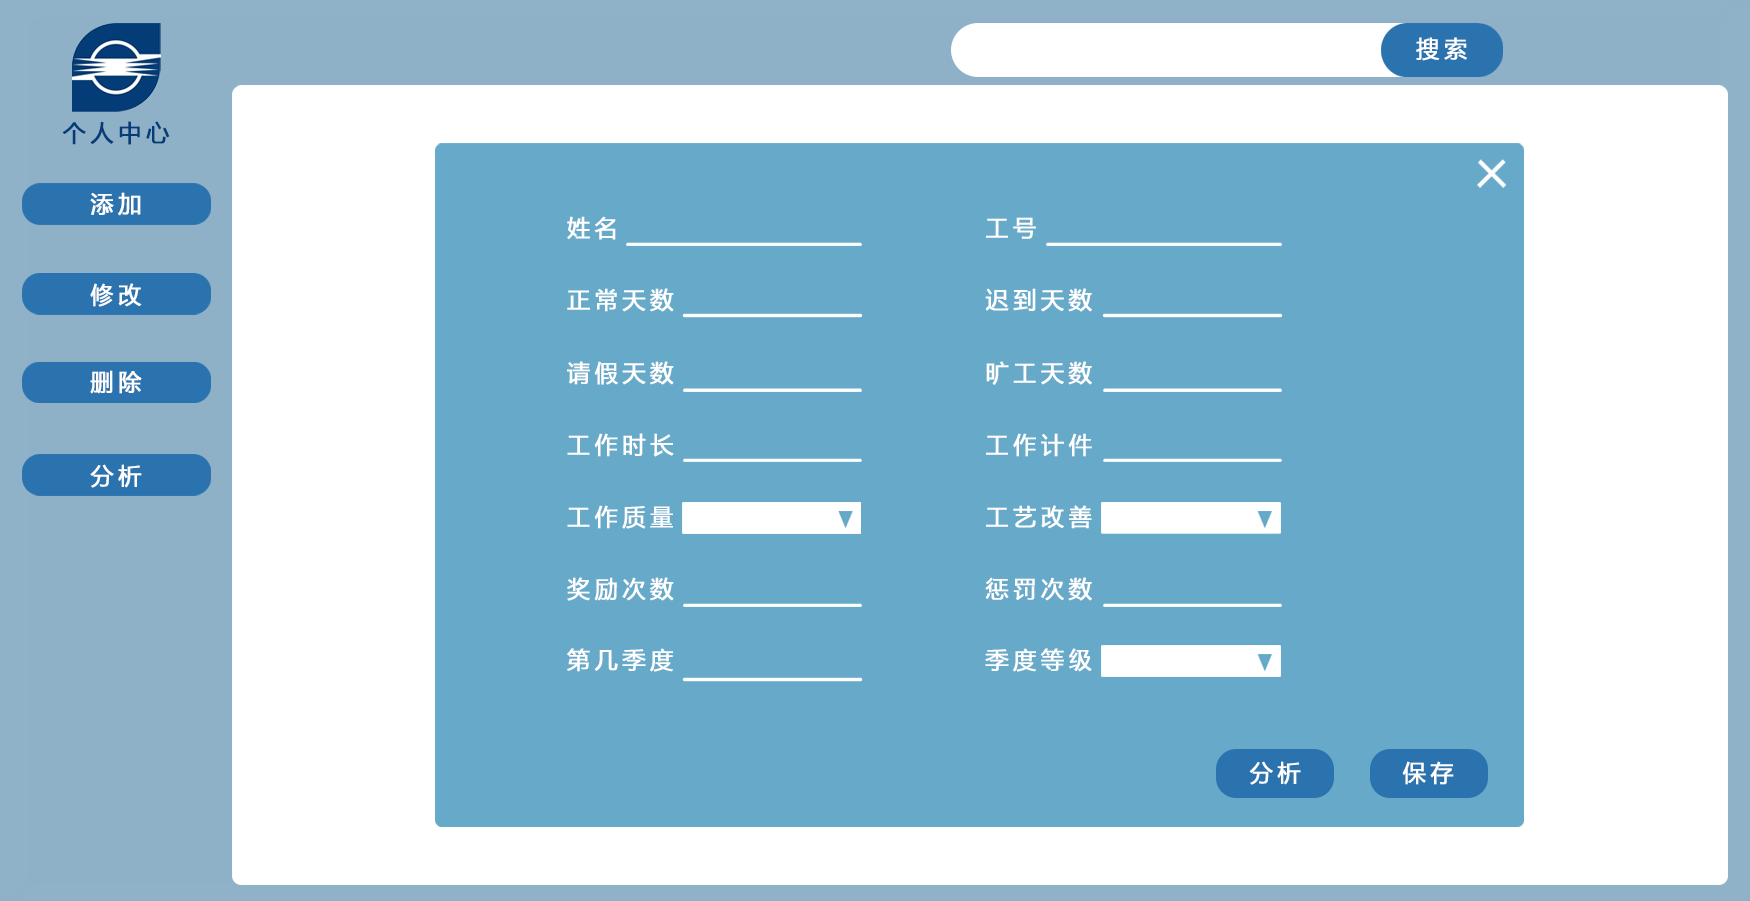 搜索
个人中心
添加
修改
删除
分析
姓名 工号
正常天数 迟到天数
请假天数 旷工天数
工作时长 工作计件
工作质量 工艺改善
奖励次数 惩罚次数
第几季度 季度等级
分析 保存